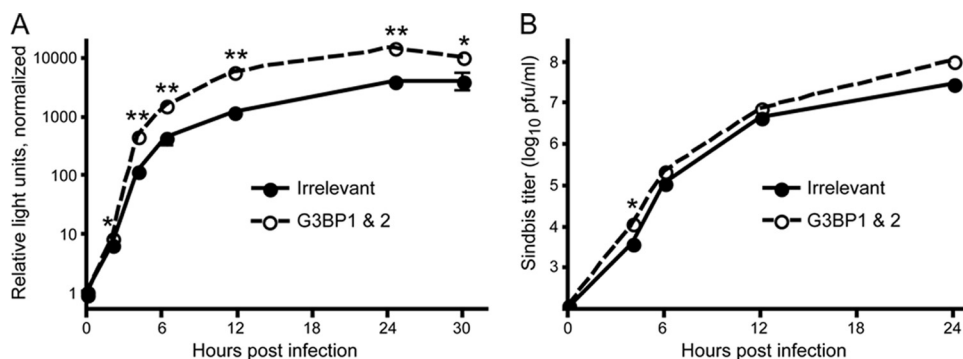 A
B
Relative light units, normalized
10000
1000
100
10
1
*
**
**
**
**
*
Irrelevant
G3BP1 & 2
0
6
12
18
24
30
Hours post infection
Sindbis titer (log10 pfu/ml)
8
7
6
5
4
3
*
Irrelevant
G3BP1 & 2
0
6
12
18
24
Hours post infection